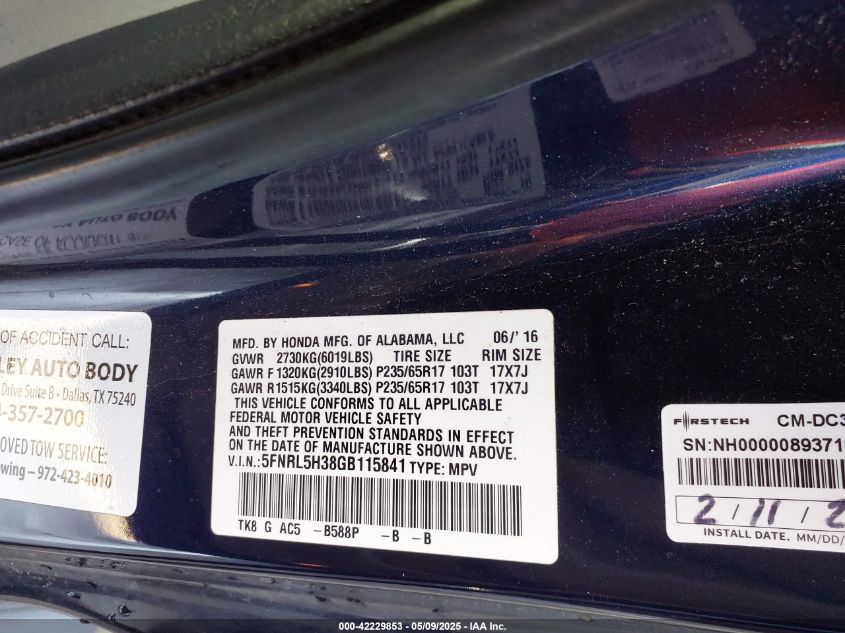 OF ACCIDENT CALL:
LEY AUTO BODY
Drive Suite B • Dallas, TX 75240
-357-2700
ROVED TOW SERVICE:
wing - 972-423-4010
MFD. BY HONDA MFG. OF ALABAMA, LLC 06/'16
GVWR 2730KG(6019LBS) TIRE SIZE RIM SIZE
GAWR F 1320KG(2910LBS) P235/65R17 103T 17X7J
GAWR R1515KG(3340LBS) P235/65R17 103T 17X7J
THIS VEHICLE CONFORMS TO ALL APPLICABLE
FEDERAL MOTOR VEHICLE SAFETY
AND THEFT PREVENTION STANDARDS IN EFFECT
ON THE DATE OF MANUFACTURE SHOWN ABOVE.
V.I.N.:5FNRL5H38GB115841 TYPE: MPV
TK8 G AC5 -B588P -B -B
FIRSTECH CM-DC3
SN:NH0000089371
2/11/2
INSTALL DATE. MM/DD/
000-42229853 - 05/09/2025 - IAA Inc.